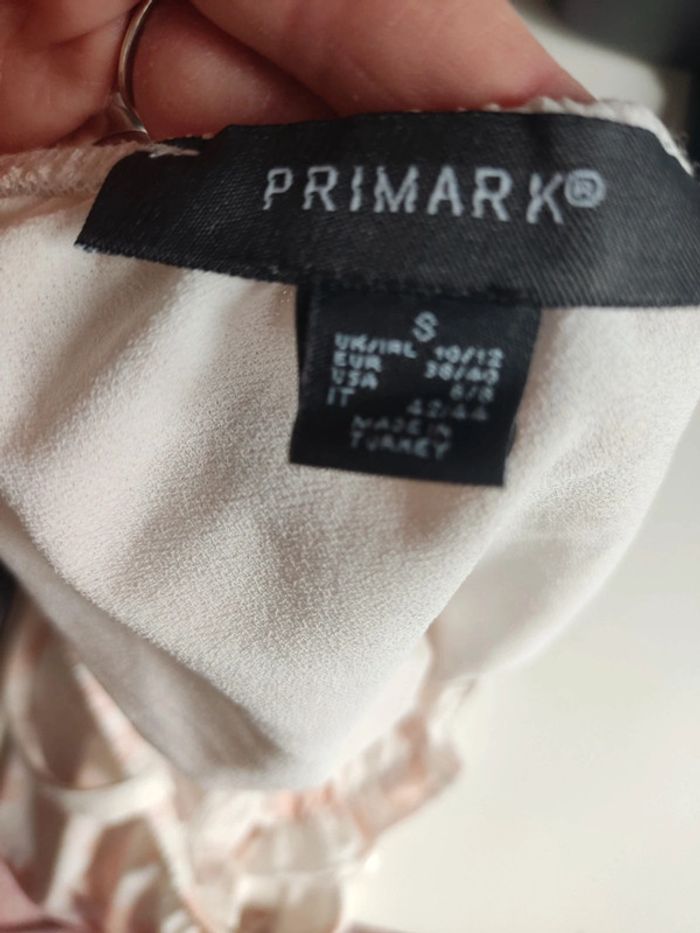 PRIMARK®
S
UK/IRL 10/12
EUR 38/40
USA 6/8
IT 42/44
MADE IN
TURKEY